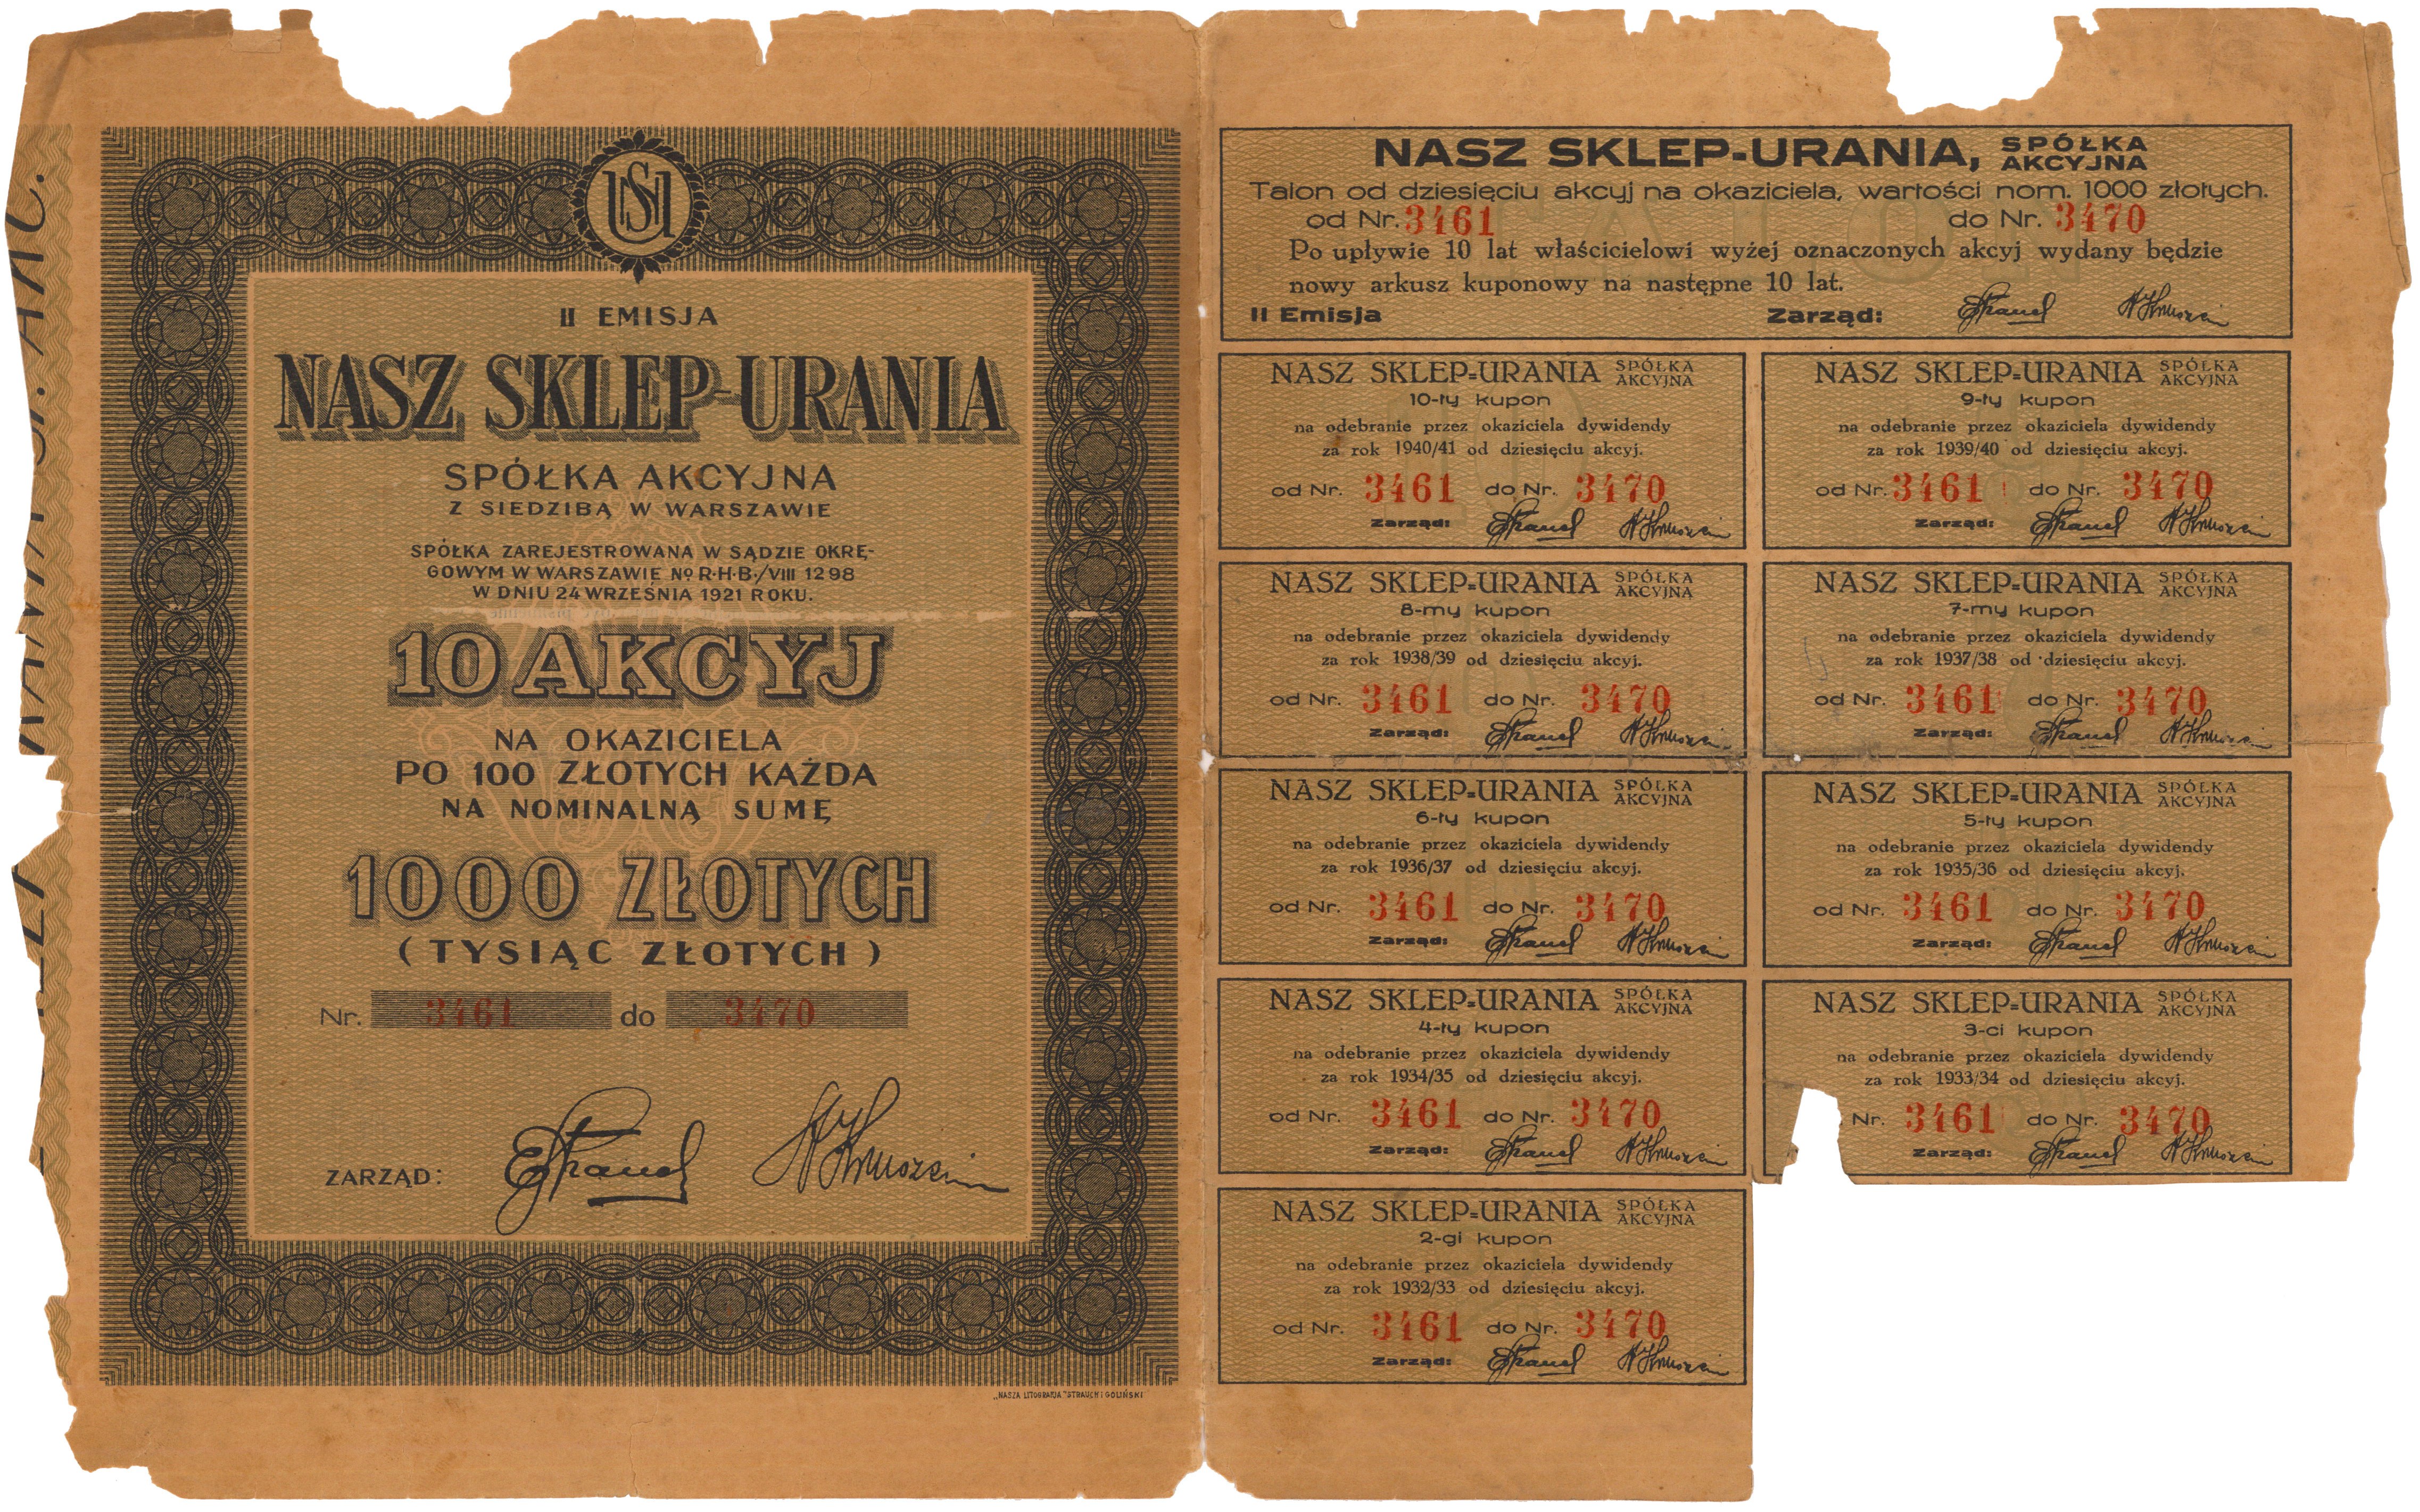 II EMISJA
NASZ SKLEP-URANIA
SPÓŁKA AKCYJNA
Z SIEDZIBĄ W WARSZAWIE
SPÓŁKA ZAREJESTROWANA W SĄDZIE OKRĘ-
GOWYM W WARSZAWIE No R.H.B./VIII 1298
W DNIU 24 WRZEŚNIA 1921 ROKU.
10 AKCYJ
NA OKAZICIELA
PO 100 ZŁOTYCH KAŻDA
NA NOMINALNĄ SUMĘ
1000 ZŁOTYCH
(TYSIĄC ZŁOTYCH)
Nr. 3461 do 3470
ZARZĄD:
„NASZA LITOGRAFJA" STRAUCH i GOLIŃSKI
NASZ SKLEP-URANIA, SPÓŁKA AKCYJNA
Talon od dziesięciu akcyj na okaziciela, wartości nom. 1000 złotych.
od Nr. 3461 do Nr. 3470
Po upływie 10 lat właścicielowi wyżej oznaczonych akcyj wydany będzie
nowy arkusz kuponowy na następne 10 lat.
II Emisja Zarząd:
NASZ SKLEP-URANIA SPÓŁKA AKCYJNA
10-ty kupon
na odebranie przez okaziciela dywidendy
za rok 1940/41 od dziesięciu akcyj.
od Nr. 3461 do Nr. 3470
Zarząd:
NASZ SKLEP-URANIA SPÓŁKA AKCYJNA
9-ty kupon
na odebranie przez okaziciela dywidendy
za rok 1939/40 od dziesięciu akcyj.
od Nr. 3461 do Nr. 3470
Zarząd:
NASZ SKLEP-URANIA SPÓŁKA AKCYJNA
8-my kupon
na odebranie przez okaziciela dywidendy
za rok 1938/39 od dziesięciu akcyj.
od Nr. 3461 do Nr. 3470
Zarząd:
NASZ SKLEP-URANIA SPÓŁKA AKCYJNA
7-my kupon
na odebranie przez okaziciela dywidendy
za rok 1937/38 od dziesięciu akcyj.
od Nr. 3461 do Nr. 3470
Zarząd:
NASZ SKLEP-URANIA SPÓŁKA AKCYJNA
6-ty kupon
na odebranie przez okaziciela dywidendy
za rok 1936/37 od dziesięciu akcyj.
od Nr. 3461 do Nr. 3470
Zarząd:
NASZ SKLEP-URANIA SPÓŁKA AKCYJNA
5-ty kupon
na odebranie przez okaziciela dywidendy
za rok 1935/36 od dziesięciu akcyj.
od Nr. 3461 do Nr. 3470
Zarząd:
NASZ SKLEP-URANIA SPÓŁKA AKCYJNA
4-ty kupon
na odebranie przez okaziciela dywidendy
za rok 1934/35 od dziesięciu akcyj.
od Nr. 3461 do Nr. 3470
Zarząd:
NASZ SKLEP-URANIA SPÓŁKA AKCYJNA
3-ci kupon
na odebranie przez okaziciela dywidendy
za rok 1933/34 od dziesięciu akcyj.
Nr. 3461 do Nr. 3470
Zarząd:
NASZ SKLEP-URANIA SPÓŁKA AKCYJNA
2-gi kupon
na odebranie przez okaziciela dywidendy
za rok 1932/33 od dziesięciu akcyj.
od Nr. 3461 do Nr. 3470
Zarząd: